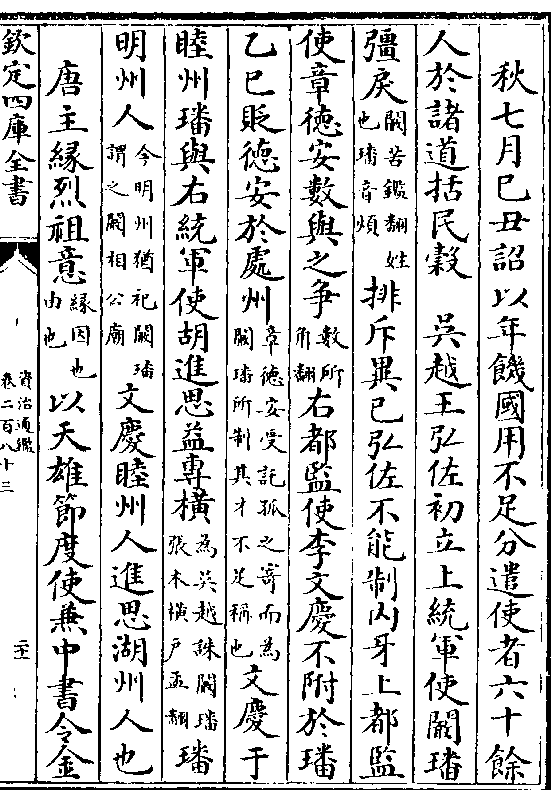 秋七月己丑詔以年饑國用不足分遣使者六十餘
人於諸道括民榖　吳越王弘佐初立上統軍使闞璠
彊戾闞苦鑑翻姓也璠音煩排斥異己弘佐不能制内牙上都監
使章徳安數與之爭數所角翻右都監使李文慶不附於璠
乙巳貶德安於處州章德安受託孤之寄而為闞璠所制其才不足稱也文慶于
睦州璠與右統軍使胡進思益專橫為吳越誅闞璠張本橫戶孟翻璠
明州人今明州猶祀闞璠謂之闞相公廟文慶睦州人進思湖州人也
唐主縁烈祖意縁因也由也以天雄節度使兼中書令金
欽定四庫全書
資治通鑑
卷二百八十三